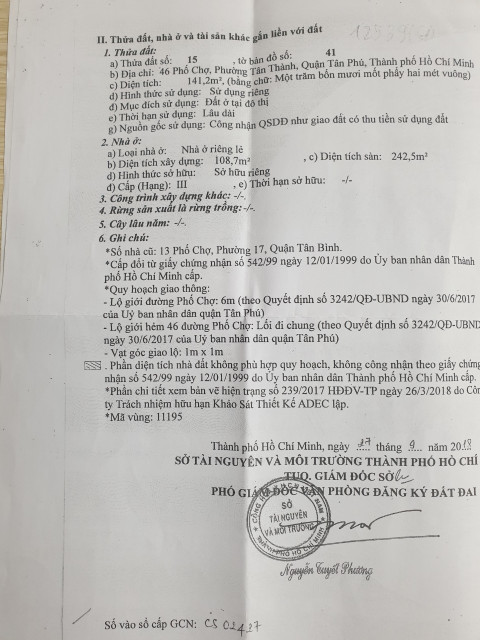 II. Thửa đất, nhà ở và tài sản khác gắn liền với đất
1. Thửa đất:
a) Thửa đất số: 15 , tờ bản đồ số: 41
b) Địa chỉ: 46 Phố Chợ, Phường Tân Thành, Quận Tân Phú, Thành phố Hồ Chí Minh
c) Diện tích: 141,2m², (bằng chữ: Một trăm bốn mươi mốt phẩy hai mét vuông)
d) Hình thức sử dụng: Sử dụng riêng
đ) Mục đích sử dụng: Đất ở tại đô thị
e) Thời hạn sử dụng: Lâu dài
g) Nguồn gốc sử dụng: Công nhận QSDĐ như giao đất có thu tiền sử dụng đất
2. Nhà ở:
a) Loại nhà ở: Nhà ở riêng lẻ
b) Diện tích xây dựng: 108,7m² , c) Diện tích sàn: 242,5m²
d) Hình thức sở hữu: Sở hữu riêng
đ) Cấp (Hạng): III , e) Thời hạn sở hữu: -/-
3. Công trình xây dựng khác: -/-.
4. Rừng sản xuất là rừng trồng:-/-.
5. Cây lâu năm: -/-.
6. Ghi chú:
*Số nhà cũ: 13 Phố Chợ, Phường 17, Quận Tân Bình.
*Cấp đổi từ giấy chứng nhận số 542/99 ngày 12/01/1999 do Ủy ban nhân dân Thành
phố Hồ Chí Minh cấp.
*Quy hoạch giao thông:
- Lộ giới đường Phố Chợ: 6m (theo Quyết định số 3242/QĐ-UBND ngày 30/6/2017
của Uỷ ban nhân dân quận Tân Phú)
- Lộ giới hẻm 46 đường Phố Chợ: Lối đi chung (theo Quyết định số 3242/QĐ-UBND
ngày 30/6/2017 của Uỷ ban nhân dân quận Tân Phú)
- Vạt góc giao lộ: 1m x 1m
. Phần diện tích nhà đất không phù hợp quy hoạch, không công nhận theo giấy chứng
nhận số 542/99 ngày 12/01/1999 do Ủy ban nhân dân Thành phố Hồ Chí Minh cấp.
*Phần chi tiết xem bản vẽ hiện trạng số 239/2017 HĐĐV-TP ngày 26/3/2018 do Côn
ty Trách nhiệm hữu hạn Khảo Sát Thiết Kế ADEC lập.
*Mã vùng: 11195
Thành phố Hồ Chí Minh, ngày 27 tháng 9 năm 2018
SỞ TÀI NGUYÊN VÀ MÔI TRƯỜNG THÀNH PHỐ HỒ CHÍ
TUQ. GIÁM ĐỐC SỞ
PHÓ GIÁM ĐỐC VĂN PHÒNG ĐĂNG KÝ ĐẤT ĐAI
SỞ
TÀI NGUYÊN
VÀ MÔI TRƯỜNG
THÀNH PHỐ HỒ CHÍ MINH
Nguyễn Tuyết Phương
Số vào sổ cấp GCN: CS 02427